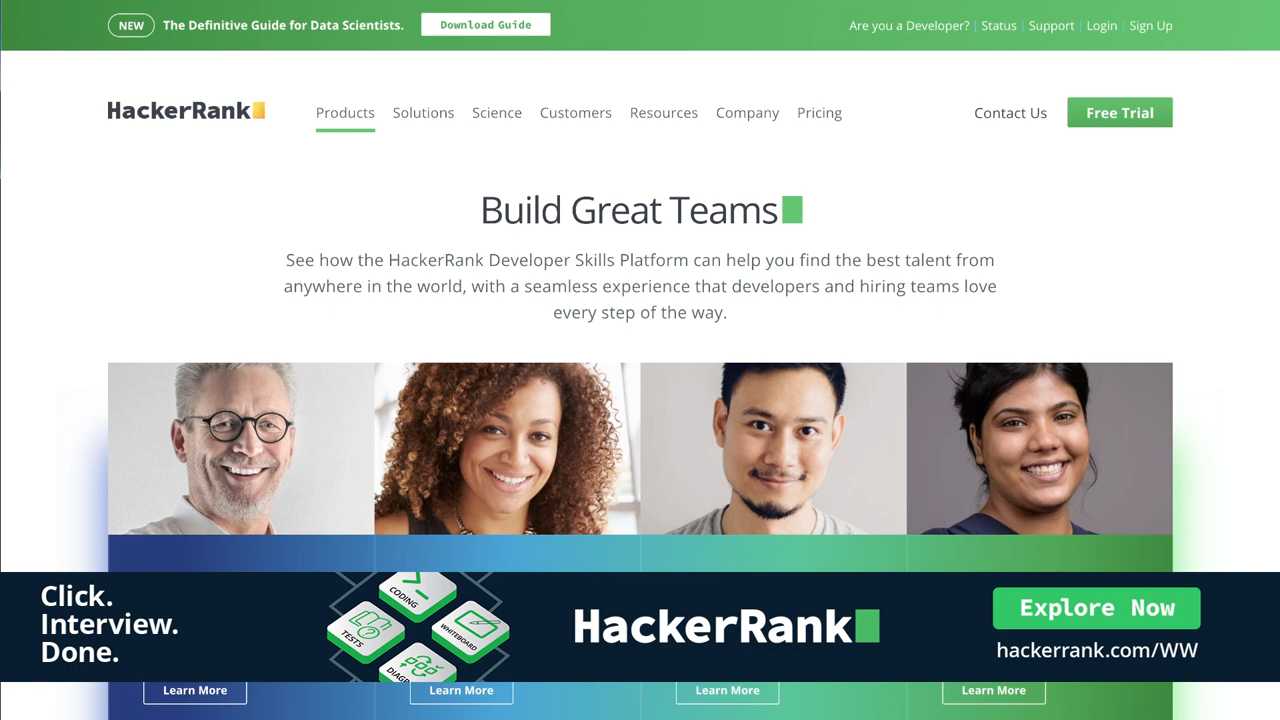 NEW The Definitive Guide for Data Scientists. Download Guide Are you a Developer? | Status | Support | Login | Sign Up
HackerRank Products Solutions Science Customers Resources Company Pricing Contact Us Free Trial
Build Great Teams
See how the HackerRank Developer Skills Platform can help you find the best talent from
anywhere in the world, with a seamless experience that developers and hiring teams love
every step of the way.
Click.
Interview.
Done.
CODING
TESTS
WHITEBOARD
HackerRank
Explore Now
hackerrank.com/WW
Learn More Learn More Learn More Learn More